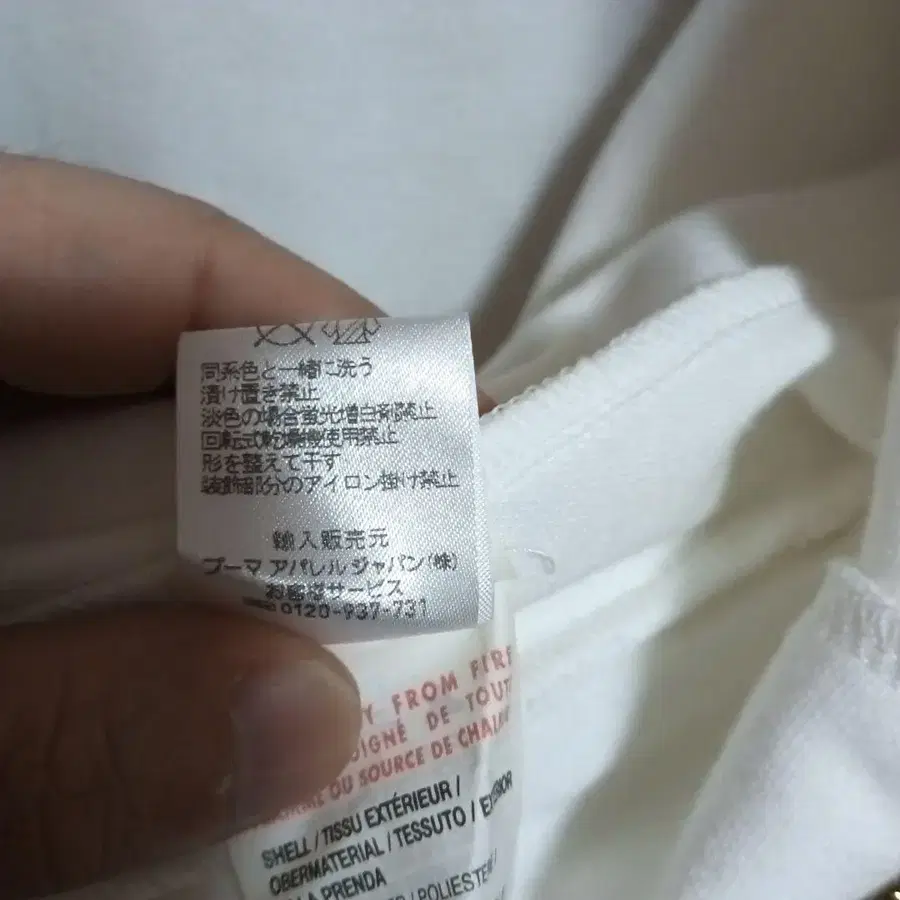 同系色と一緒に洗う
漬け置き禁止
淡色の場合蛍光増白剤禁止
回転式乾燥機使用禁止
形を整えて干す
装飾部分のアイロン掛け禁止
輸入販売元
プーマ アパレル ジャパン(株)
お客様サービス
0120-937-731
FROM FIRE
DE TOUT
OU SOURCE DE CHALEUR
SHELL / TISSU EXTÉRIEUR /
OBERMATERIAL / TESSUTO / EXTERIOR
LA PRENDA
/ POLIESTER